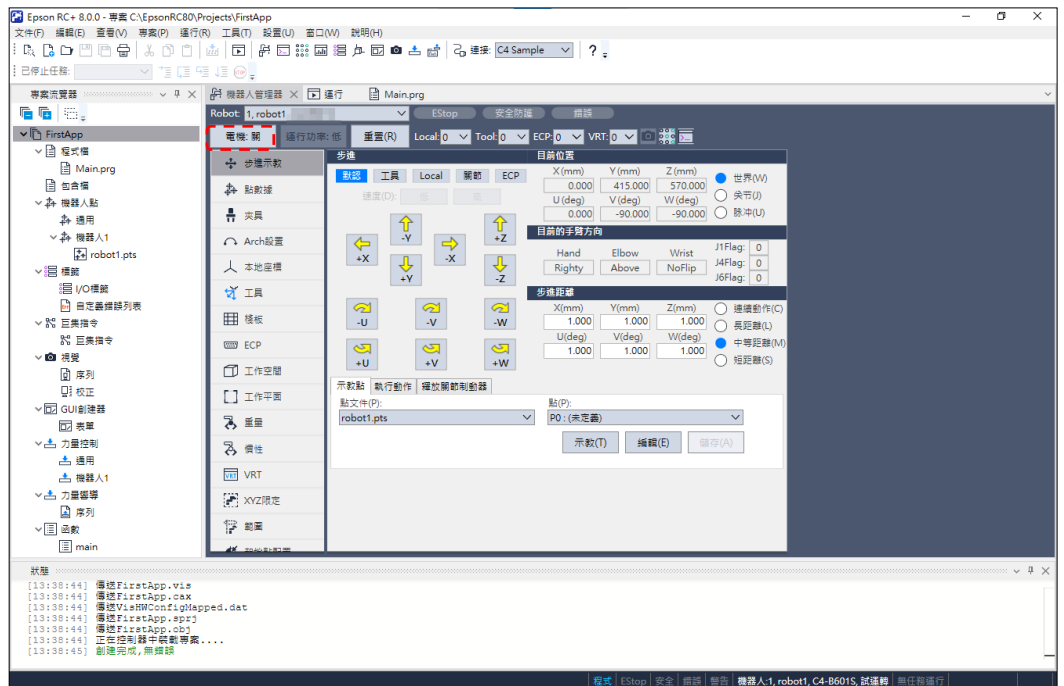 Epson RC+ 8.0.0 - 專案 C:\EpsonRC80\Projects\FirstApp
文件(F) 編輯(E) 查看(V) 專案(P) 運行(R) 工具(T) 設置(U) 窗口(W) 說明(H)
連接: C4 Sample
已停止任務:
專案流覽器
機器人管理器 運行 Main.prg
Robot: 1, robot1 EStop 安全防護 錯誤
電機: 關 運行功率: 低 重置(R) Local: 0 Tool: 0 ECP: 0 VRT: 0
FirstApp
程式檔
Main.prg
包含檔
機器人點
通用
機器人1
robot1.pts
標籤
I/O標籤
自定義錯誤列表
巨集指令
巨集指令
視覺
序列
校正
GUI創建器
表單
力量控制
通用
機器人1
力量嚮導
序列
函數
main
步進示教
點數據
夾具
Arch設置
本地座標
工具
棧板
ECP
工作空間
工作平面
重量
慣性
VRT
XYZ限定
範圍
步進
默認 工具 Local 關節 ECP
速度(D): 低 高
-Y +Z
+X -X
+Y -Z
-U -V -W
+U +V +W
目前位置
X (mm) Y (mm) Z (mm)
0.000 415.000 570.000
U (deg) V (deg) W (deg)
0.000 -90.000 -90.000
世界(W)
关节(J)
脉冲(U)
目前的手臂方向
Hand Elbow Wrist
Righty Above NoFlip
J1Flag: 0
J4Flag: 0
J6Flag: 0
步進距離
X(mm) Y(mm) Z(mm)
1.000 1.000 1.000
U(deg) V(deg) W(deg)
1.000 1.000 1.000
連續動作(C)
長距離(L)
中等距離(M)
短距離(S)
示教點 執行動作 釋放關節制動器
點文件(P): 點(P):
robot1.pts P0 : (未定義)
示教(T) 編輯(E) 儲存(A)
狀態
[13:38:44] 傳送FirstApp.vis
[13:38:44] 傳送FirstApp.cax
[13:38:44] 傳送VisHWConfigMapped.dat
[13:38:44] 傳送FirstApp.sprj
[13:38:44] 傳送FirstApp.obj
[13:38:44] 正在控制器中裝載專案....
[13:38:45] 創建完成,無錯誤
程式 EStop 安全 錯誤 警告 機器人:1, robot1, C4-B601S, 試運轉 無任務運行